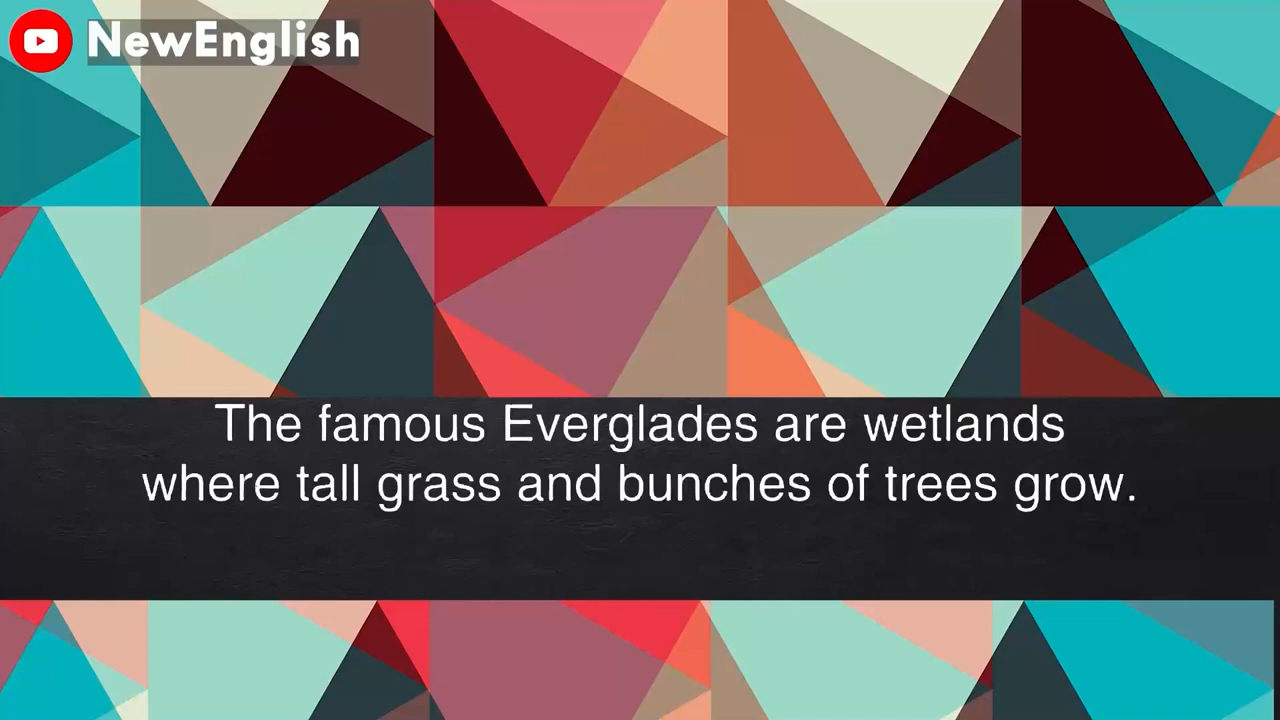 NewEnglish
The famous Everglades are wetlands
where tall grass and bunches of trees grow.